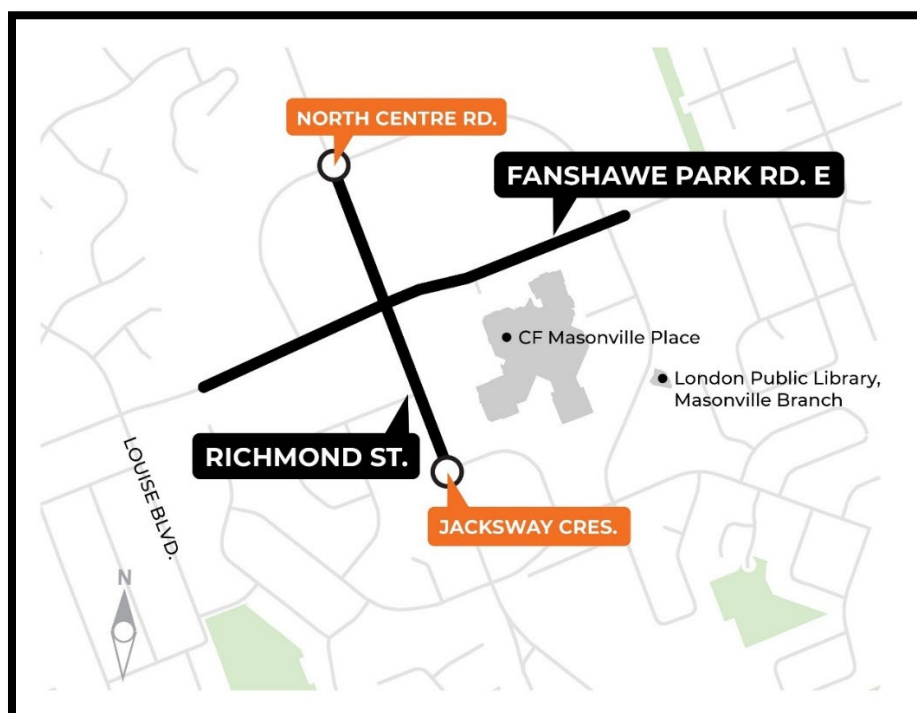 NORTH CENTRE RD.
FANSHAWE PARK RD. E
CF Masonville Place
London Public Library,
Masonville Branch
RICHMOND ST.
LOUISE BLVD.
JACKSWAY CRES.
N